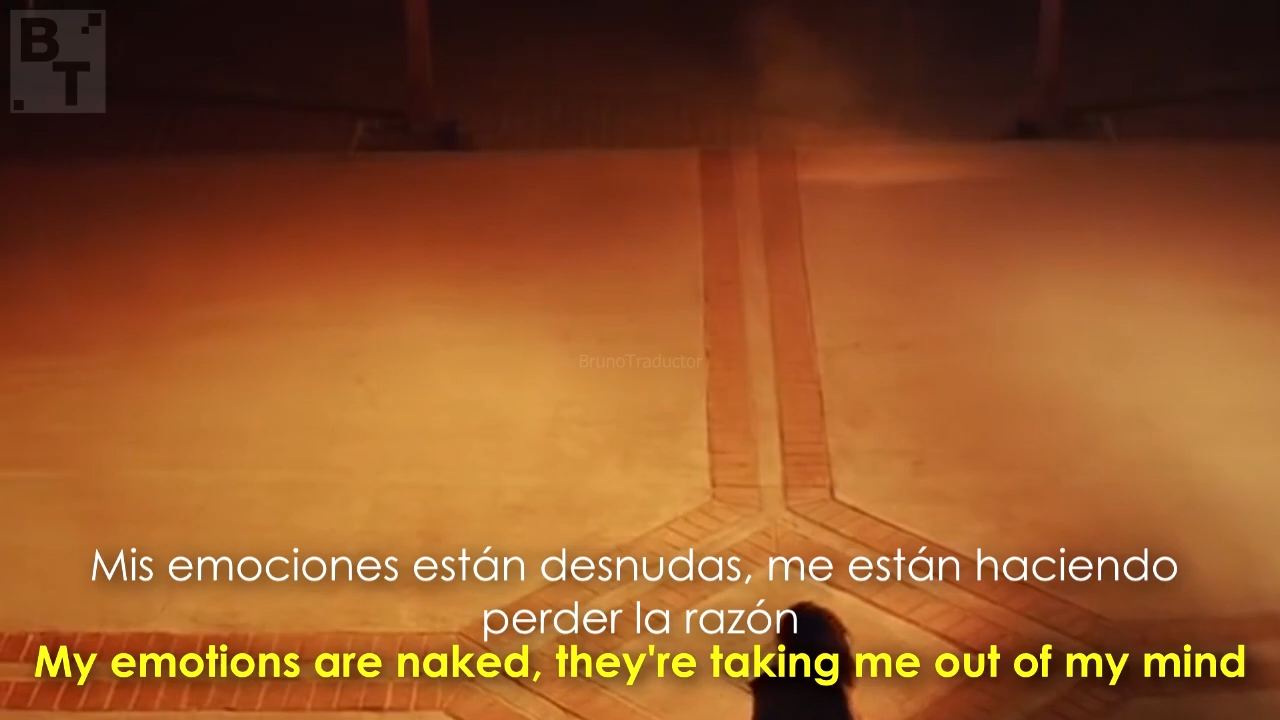 B
T
BrunoTraductor
Mis emociones están desnudas, me están haciendo
perder la razón
My emotions are naked, they're taking me out of my mind